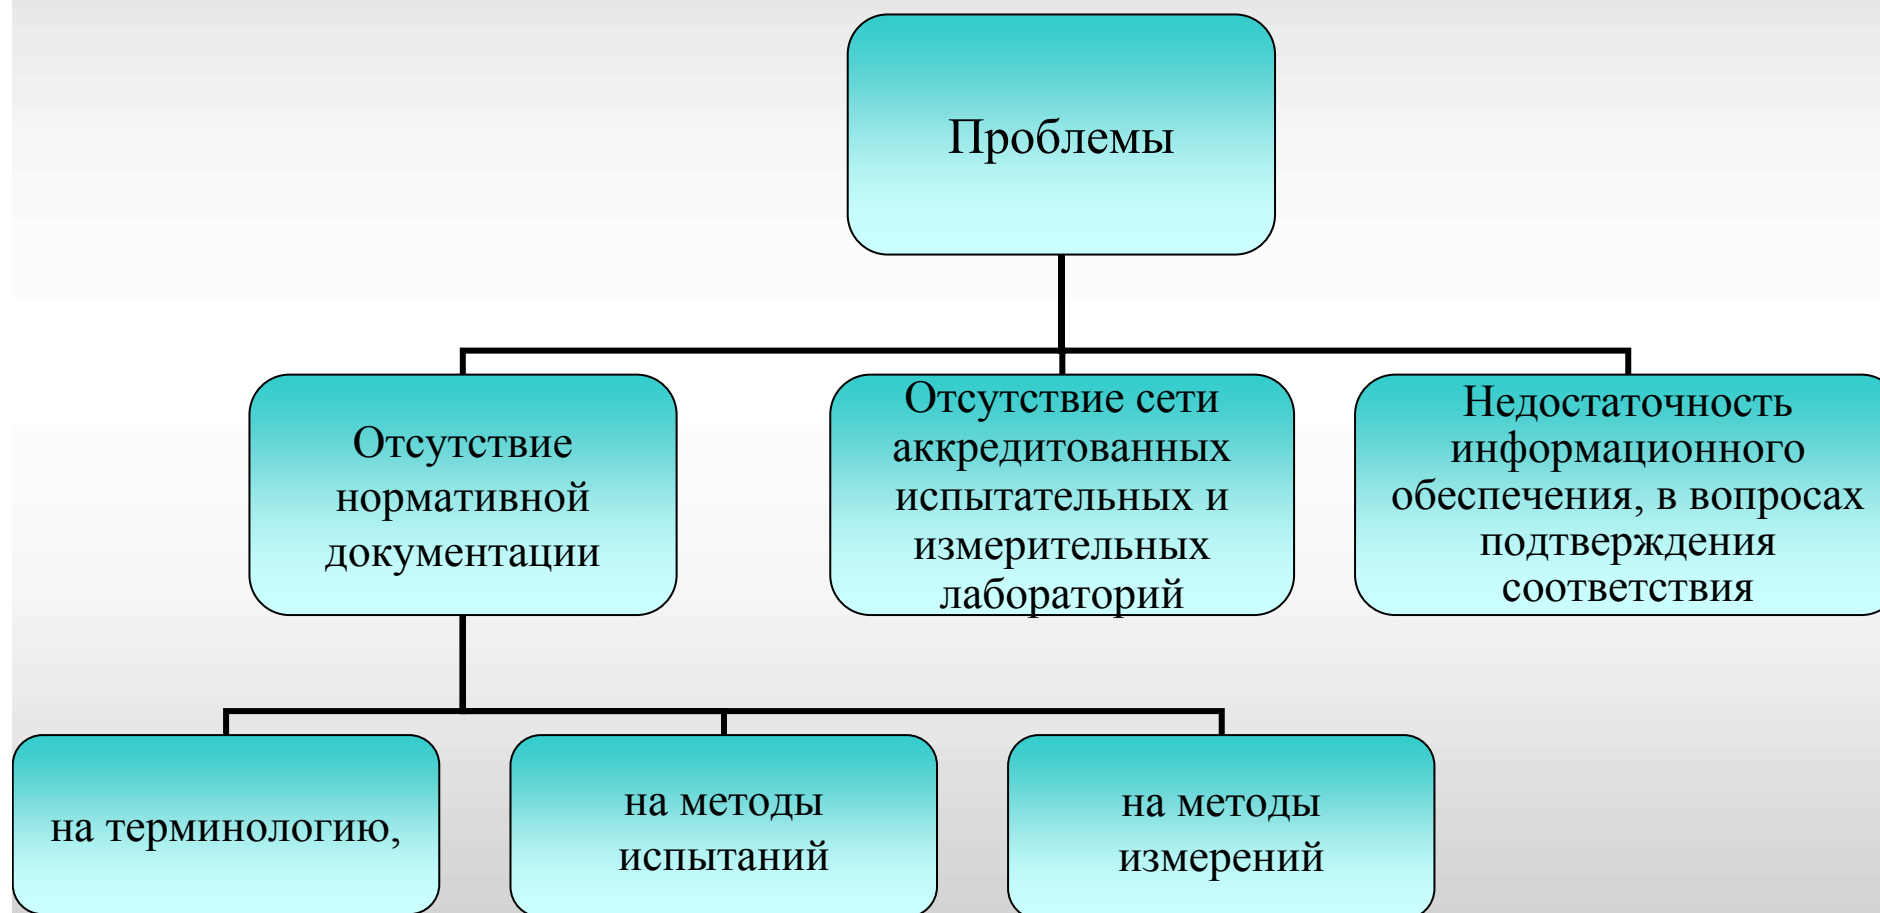 Проблемы
Отсутствие
нормативной
документации
Отсутствие сети
аккредитованных
испытательных и
измерительных
лабораторий
Недостаточность
информационного
обеспечения, в вопросах
подтверждения
соответствия
на терминологию,
на методы
испытаний
на методы
измерений